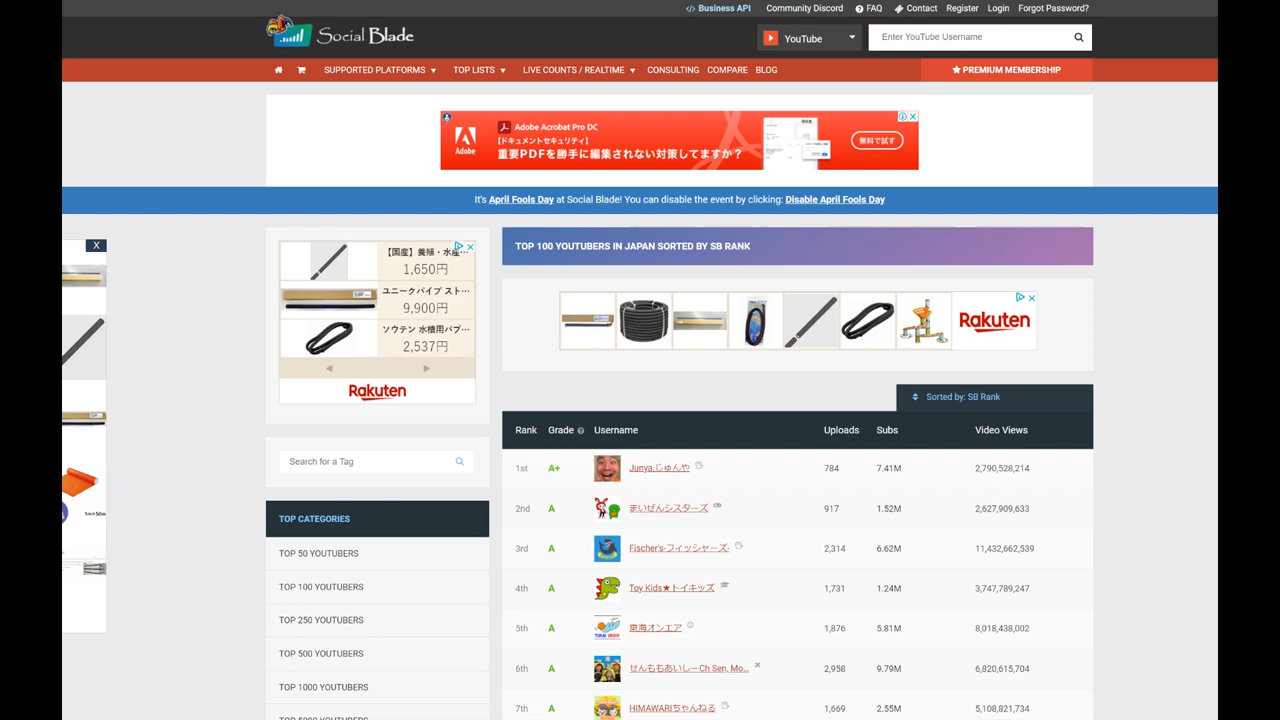 Business API Community Discord FAQ Contact Register Login Forgot Password?
Social Blade
YouTube
Enter YouTube Username
SUPPORTED PLATFORMS TOP LISTS LIVE COUNTS / REALTIME CONSULTING COMPARE BLOG
PREMIUM MEMBERSHIP
Adobe
Adobe Acrobat Pro DC
【ドキュメントセキュリティ】
重要PDFを勝手に編集されない対策してますか？
無料で試す
It's April Fools Day at Social Blade! You can disable the event by clicking: Disable April Fools Day
X
【国産】養殖・水産…
1,650円
ユニークパイプ スト…
9,900円
ソウテン 水槽用バブ…
2,537円
Rakuten
TOP 100 YOUTUBERS IN JAPAN SORTED BY SB RANK
Rakuten
Sorted by: SB Rank
Search for a Tag
TOP CATEGORIES
TOP 50 YOUTUBERS
TOP 100 YOUTUBERS
TOP 250 YOUTUBERS
TOP 500 YOUTUBERS
TOP 1000 YOUTUBERS
Rank Grade Username Uploads Subs Video Views
1st A+ Junya.じゅんや 784 7.41M 2,790,528,214
2nd A まいぜんシスターズ 917 1.52M 2,627,909,633
3rd A Fischer's-フィッシャーズ- 2,314 6.62M 11,432,662,539
4th A Toy Kids★トイキッズ 1,731 1.24M 3,747,789,247
5th A 東海オンエア 1,876 5.81M 8,018,438,002
6th A せんももあいしーCh Sen, Mo... 2,958 9.79M 6,820,615,704
7th A HIMAWARIちゃんねる 1,669 2.55M 5,108,821,734